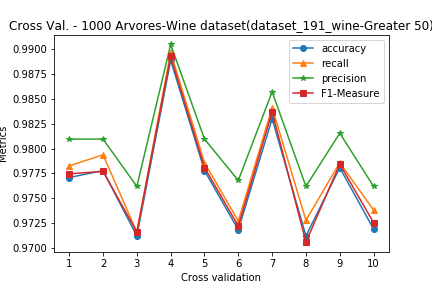 Cross Val. - 1000 Arvores-Wine dataset(dataset_191_wine-Greater 50)
accuracy
recall
precision
F1-Measure
Metrics
0.9900
0.9875
0.9850
0.9825
0.9800
0.9775
0.9750
0.9725
0.9700
1 2 3 4 5 6 7 8 9 10
Cross validation